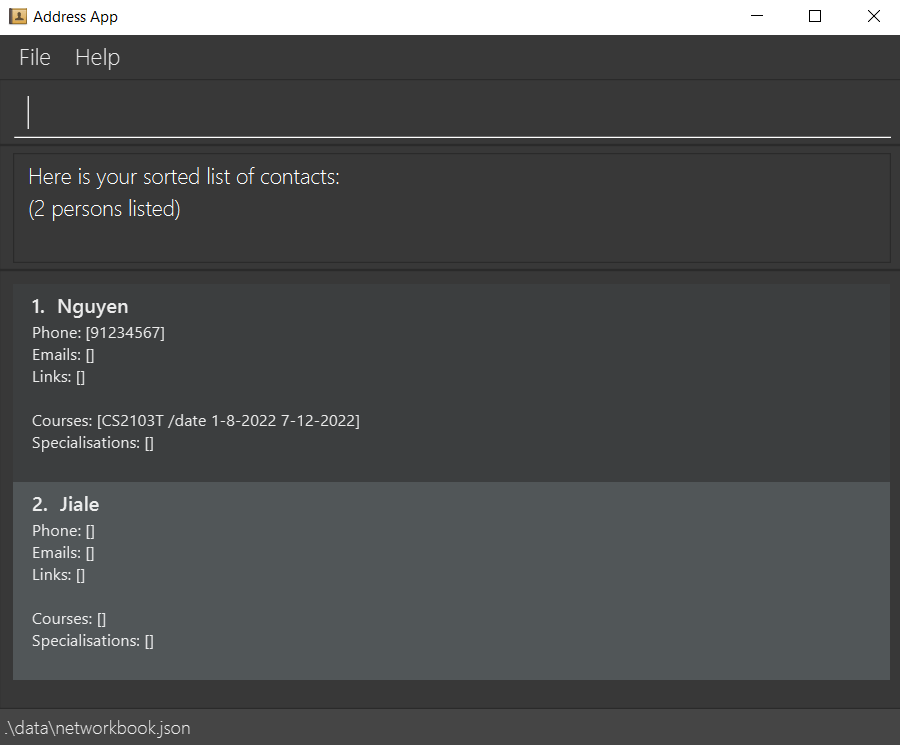 Address App
File Help
Here is your sorted list of contacts:
(2 persons listed)
1. Nguyen
Phone: [91234567]
Emails: []
Links: []
Courses: [CS2103T /date 1-8-2022 7-12-2022]
Specialisations: []
2. Jiale
Phone: []
Emails: []
Links: []
Courses: []
Specialisations: []
.\data\networkbook.json